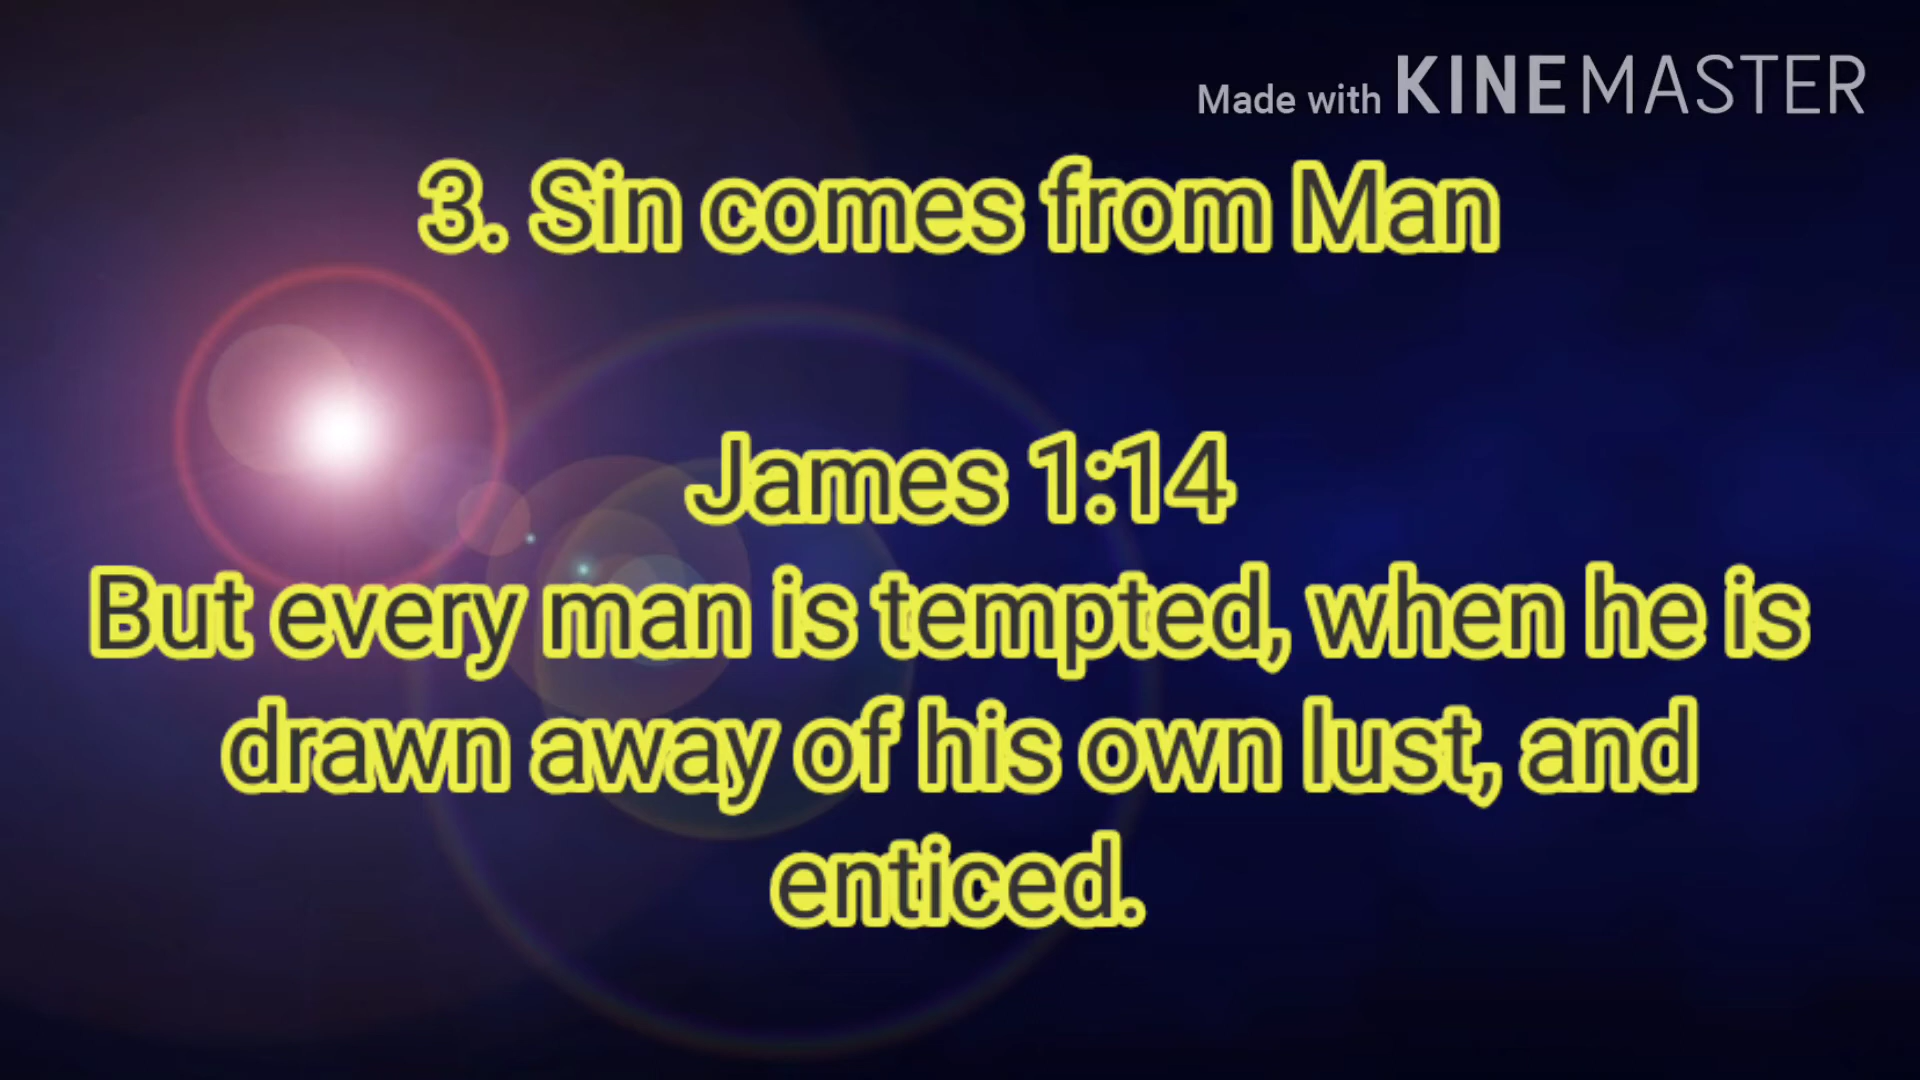 Made with KINEMASTER
3. Sin comes from Man
James 1:14
But every man is tempted, when he is
drawn away of his own lust, and
enticed.